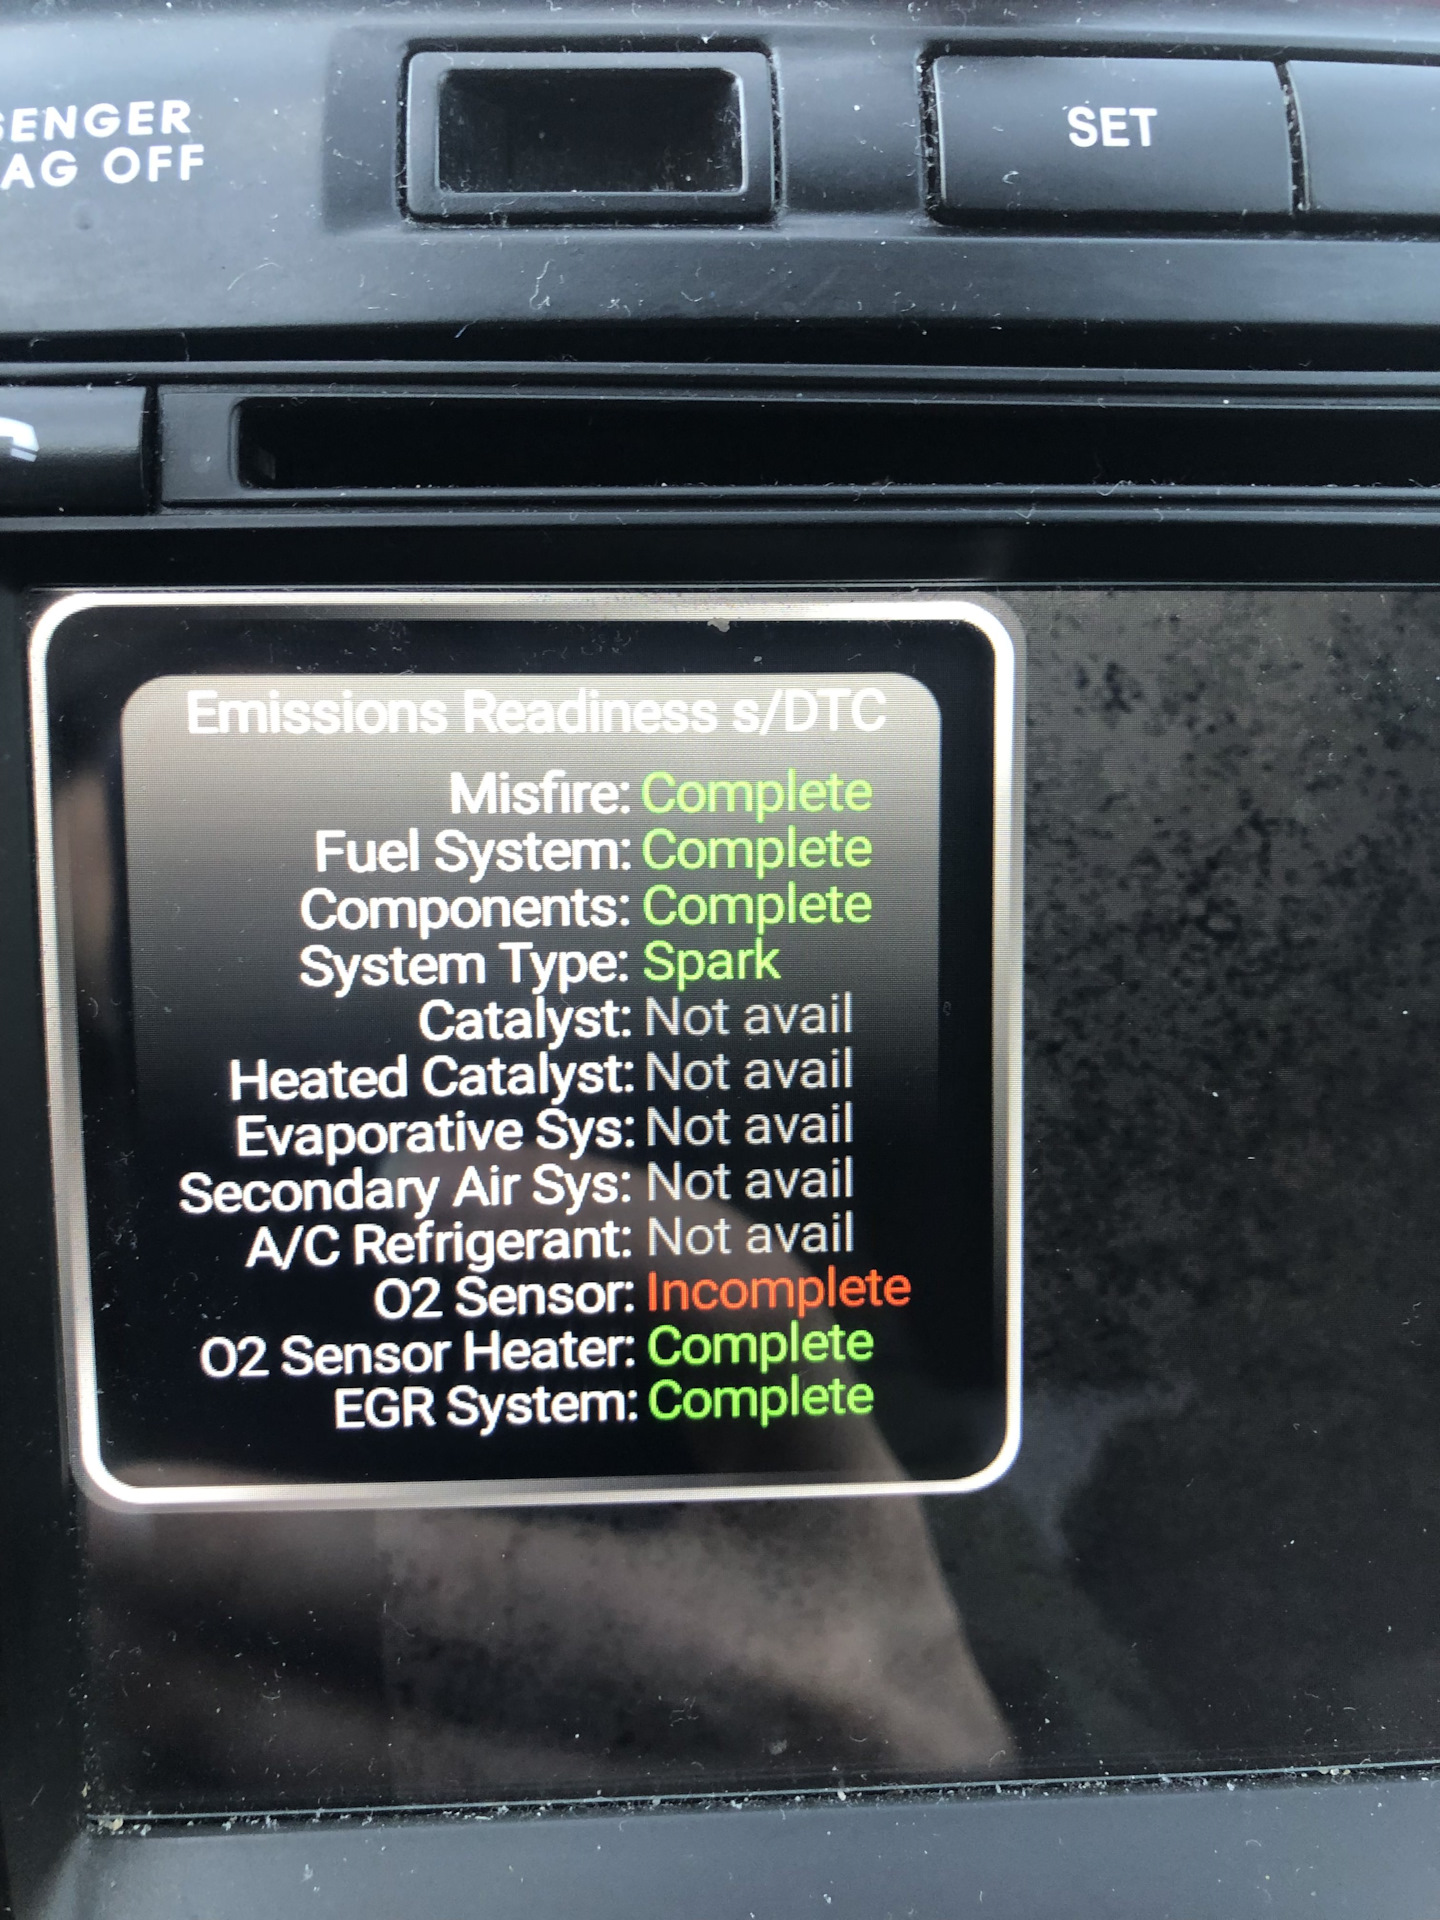 SENGER
AG OFF
SET
Emissions Readiness s/DTC
Misfire: Complete
Fuel System: Complete
Components: Complete
System Type: Spark
Catalyst: Not avail
Heated Catalyst: Not avail
Evaporative Sys: Not avail
Secondary Air Sys: Not avail
A/C Refrigerant: Not avail
O2 Sensor: Incomplete
O2 Sensor Heater: Complete
EGR System: Complete